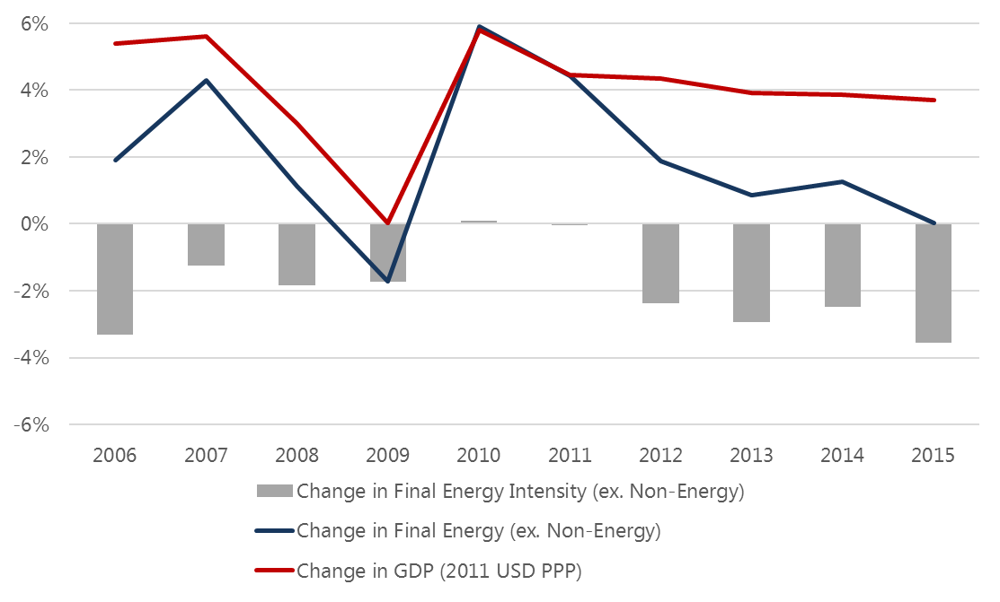 6%
4%
2%
0%
-2%
-4%
-6%
2006 2007 2008 2009 2010 2011 2012 2013 2014 2015
Change in Final Energy Intensity (ex. Non-Energy)
Change in Final Energy (ex. Non-Energy)
Change in GDP (2011 USD PPP)